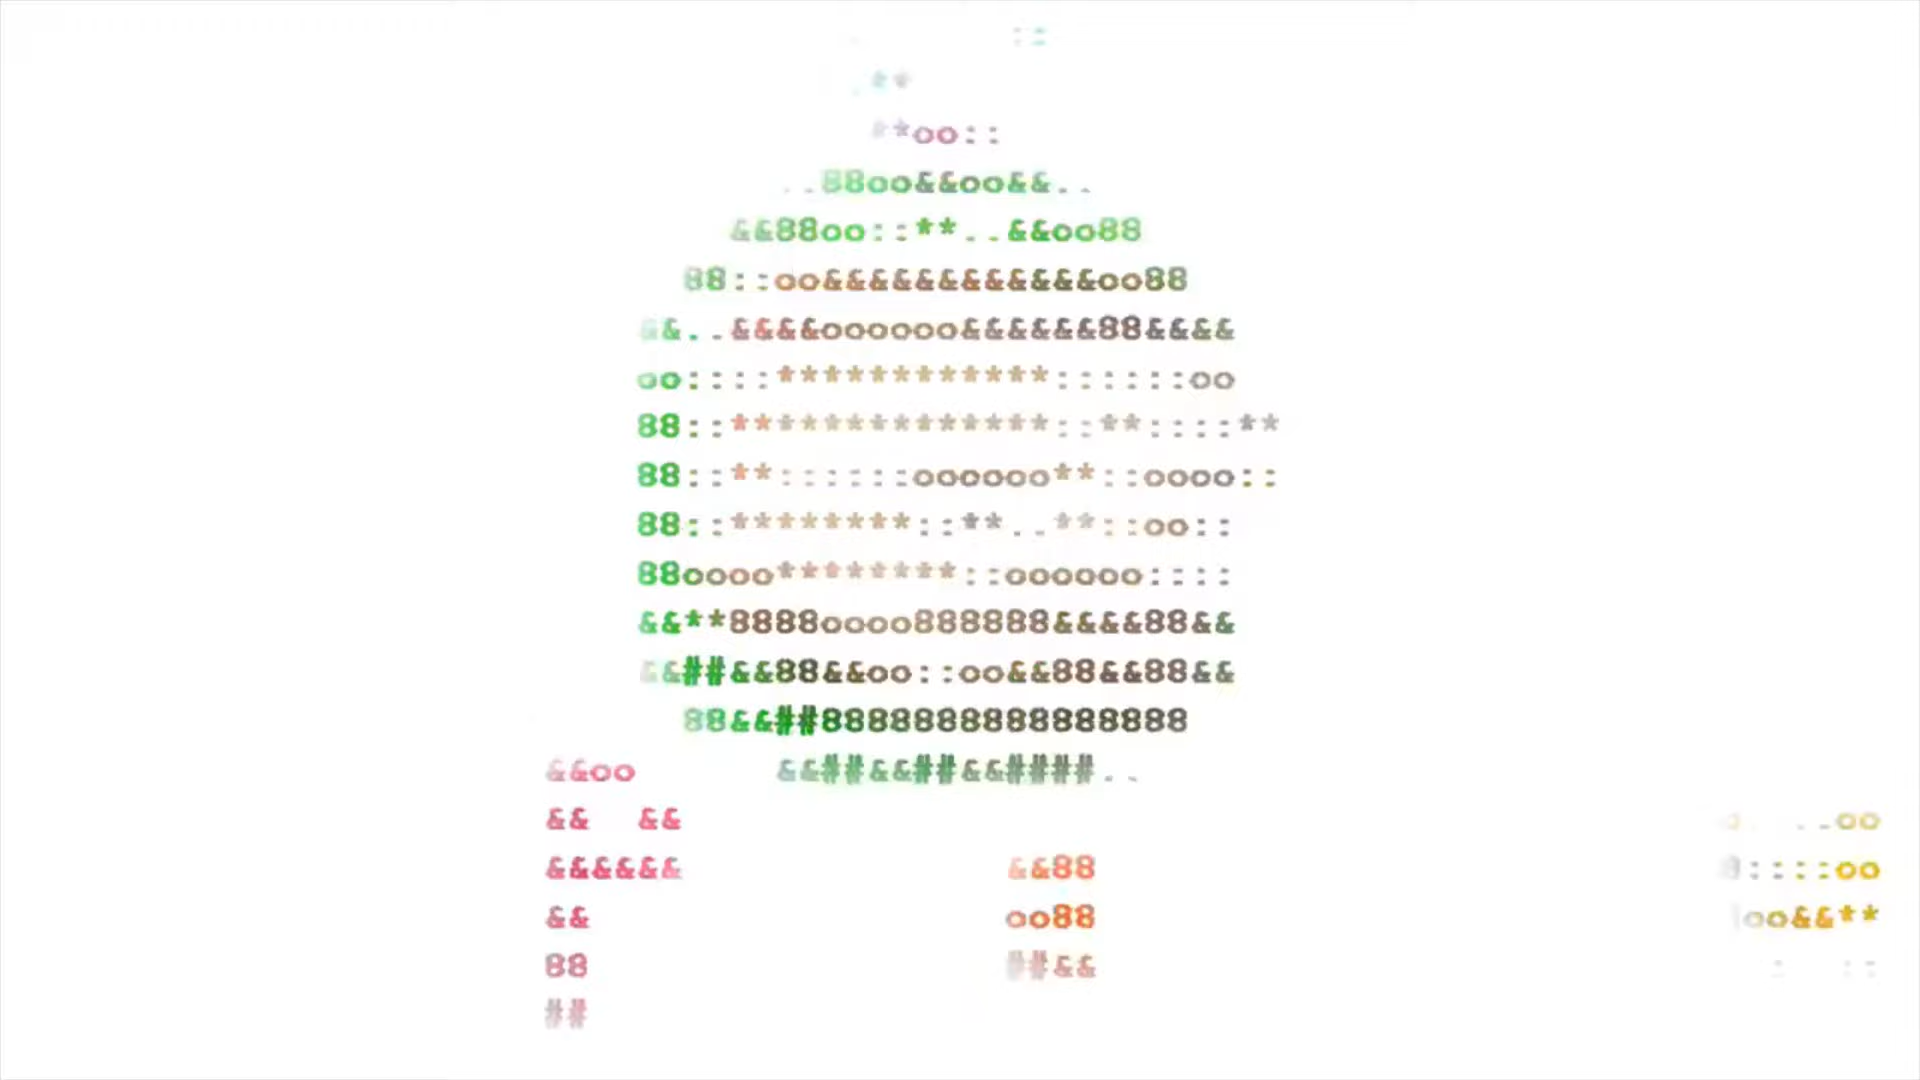 ::
.**
**oo::
..88oo&&oo&&..
&&88oo::**..&&oo88
88::oo&&&&&&&&&&&&oo88
&&..&&&&oooooo&&&&&&88&&&&
oo::::************::::::oo
88::**************::**::::**
88::**::::::oooooo**::oooo::
88::********::**..**::oo::
88oooo********::oooooo::::
&&**8888oooo888888&&&&88&&
&&##&&88&&oo::oo&&88&&88&&
88&&##8888888888888888
&&oo &&##&&##&&####..
&& && ..oo
&&&&&& &&88 ::::oo
&& oo88 oo&&**
88 ##&& : ::
##